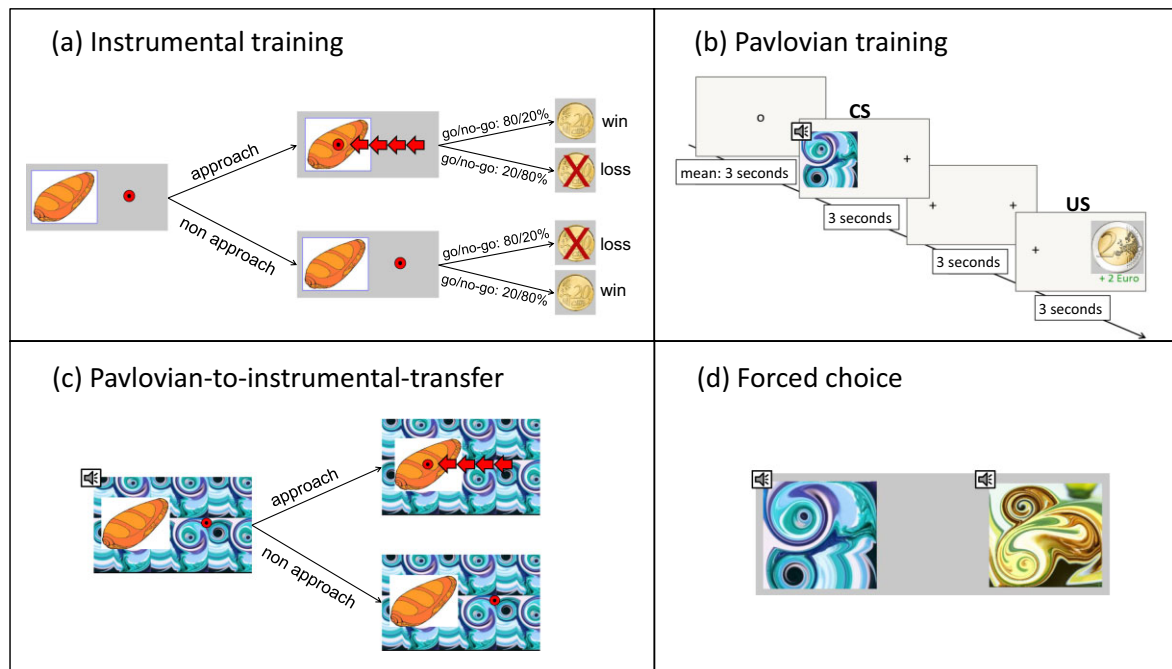 (a) Instrumental training
approach
non approach
go/no-go: 80/20%
win
go/no-go: 20/80%
loss
go/no-go: 80/20%
loss
go/no-go: 20/80%
win
(b) Pavlovian training
CS
mean: 3 seconds
3 seconds
US
3 seconds
2
+ 2 Euro
3 seconds
(c) Pavlovian-to-instrumental-transfer
approach
non approach
(d) Forced choice